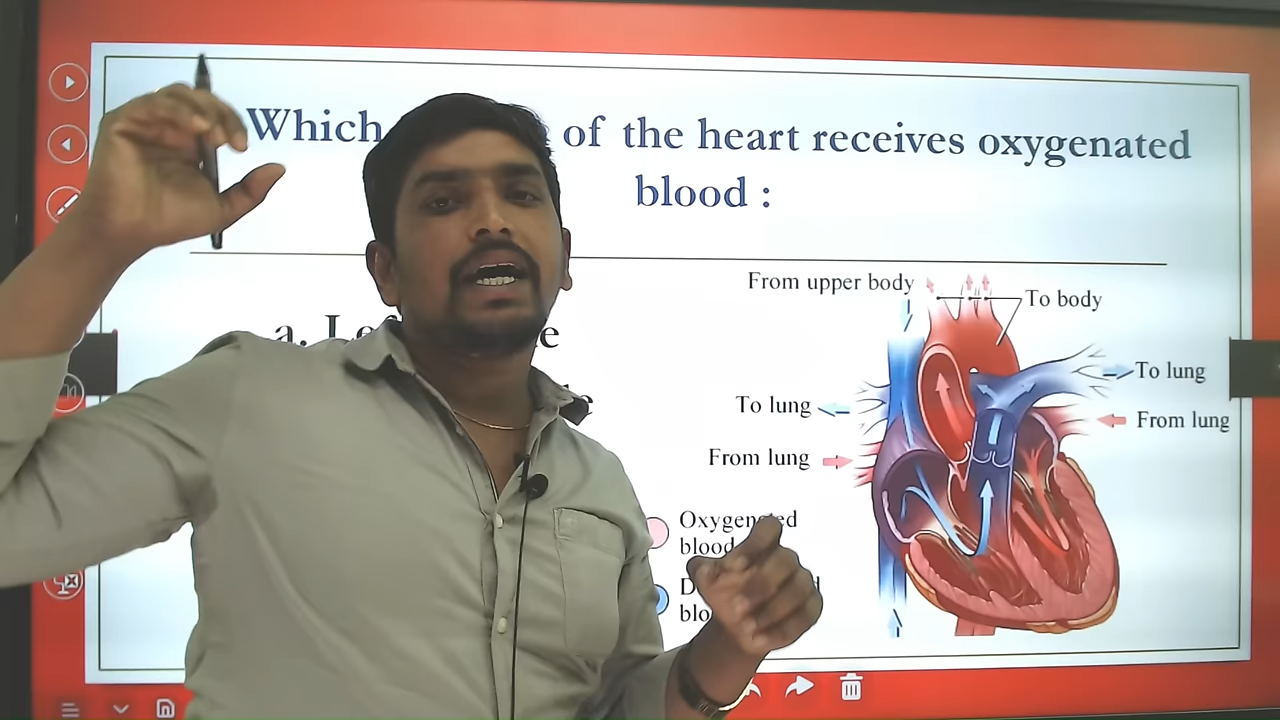 Which of the heart receives oxygenated
blood :
From upper body
To body
a.
To lung
To lung
From lung
From lung
Oxygenated
blood